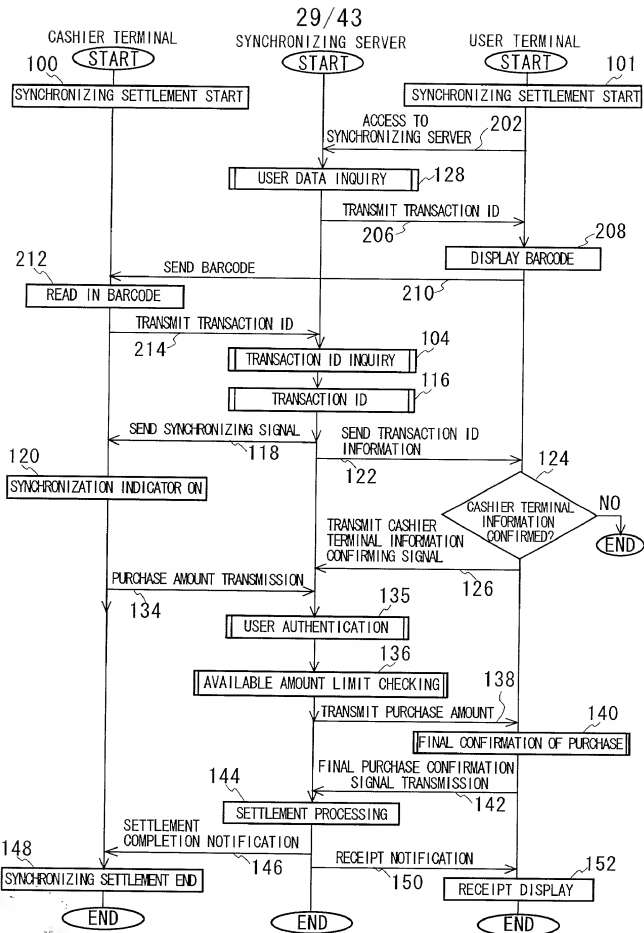 29/43
CASHIER TERMINAL
SYNCHRONIZING SERVER
USER TERMINAL
START
START
START
100
101
SYNCHRONIZING SETTLEMENT START
SYNCHRONIZING SETTLEMENT START
ACCESS TO
SYNCHRONIZING SERVER
202
USER DATA INQUIRY
128
TRANSMIT TRANSACTION ID
206
208
DISPLAY BARCODE
212
SEND BARCODE
210
READ IN BARCODE
TRANSMIT TRANSACTION ID
214
TRANSACTION ID INQUIRY
104
TRANSACTION ID
116
SEND SYNCHRONIZING SIGNAL
118
SEND TRANSACTION ID
INFORMATION
122
120
SYNCHRONIZATION INDICATOR ON
124
CASHIER TERMINAL
INFORMATION
CONFIRMED?
NO
END
TRANSMIT CASHIER
TERMINAL INFORMATION
CONFIRMING SIGNAL
126
PURCHASE AMOUNT TRANSMISSION
134
135
USER AUTHENTICATION
136
AVAILABLE AMOUNT LIMIT CHECKING
138
TRANSMIT PURCHASE AMOUNT
140
FINAL CONFIRMATION OF PURCHASE
FINAL PURCHASE CONFIRMATION
SIGNAL TRANSMISSION
142
144
SETTLEMENT PROCESSING
SETTLEMENT
COMPLETION NOTIFICATION
146
148
SYNCHRONIZING SETTLEMENT END
RECEIPT NOTIFICATION
150
152
RECEIPT DISPLAY
END
END
END